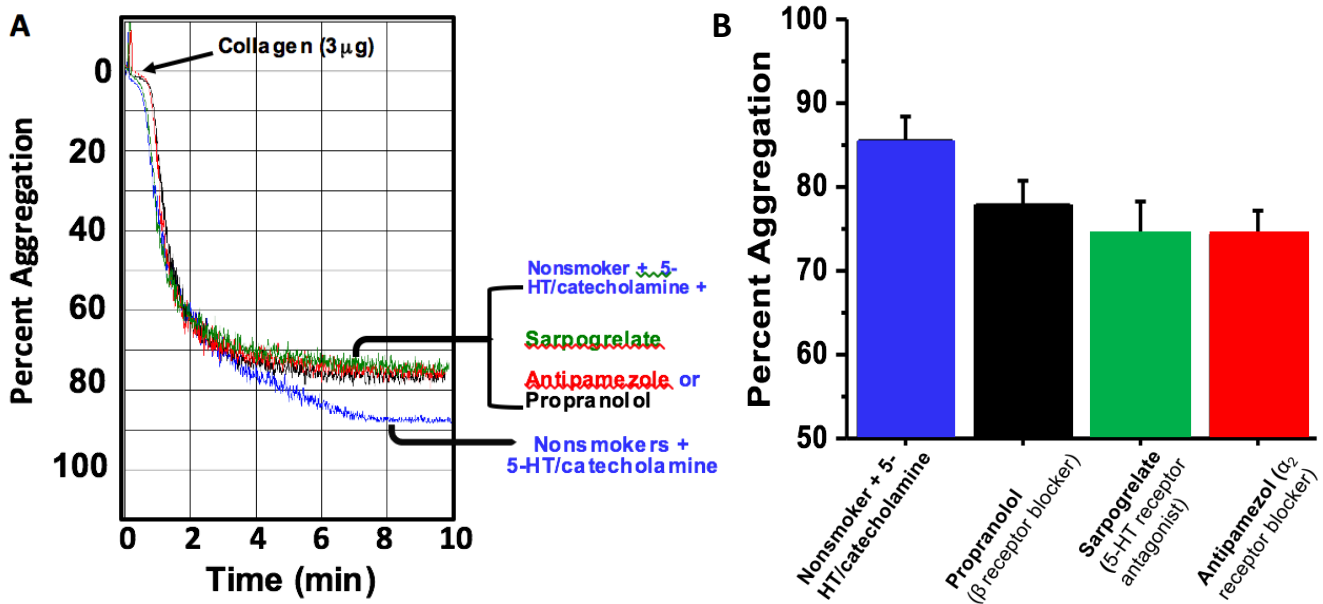 A
Collagen (3μg)
Percent Aggregation
0
20
40
60
80
100
0 2 4 6 8 10
Time (min)
Nonsmoker + 5-
HT/catecholamine +
Sarpogrelate
Antipamezole or
Propranolol
Nonsmokers +
5-HT/catecholamine
B
Percent Aggregation
100
90
80
70
60
50
Nonsmoker + 5-
HT/catecholamine
Propranolol
(β receptor blocker)
Sarpogrelate
(5-HT receptor
antagonist)
Antipamezol (α2
receptor blocker)